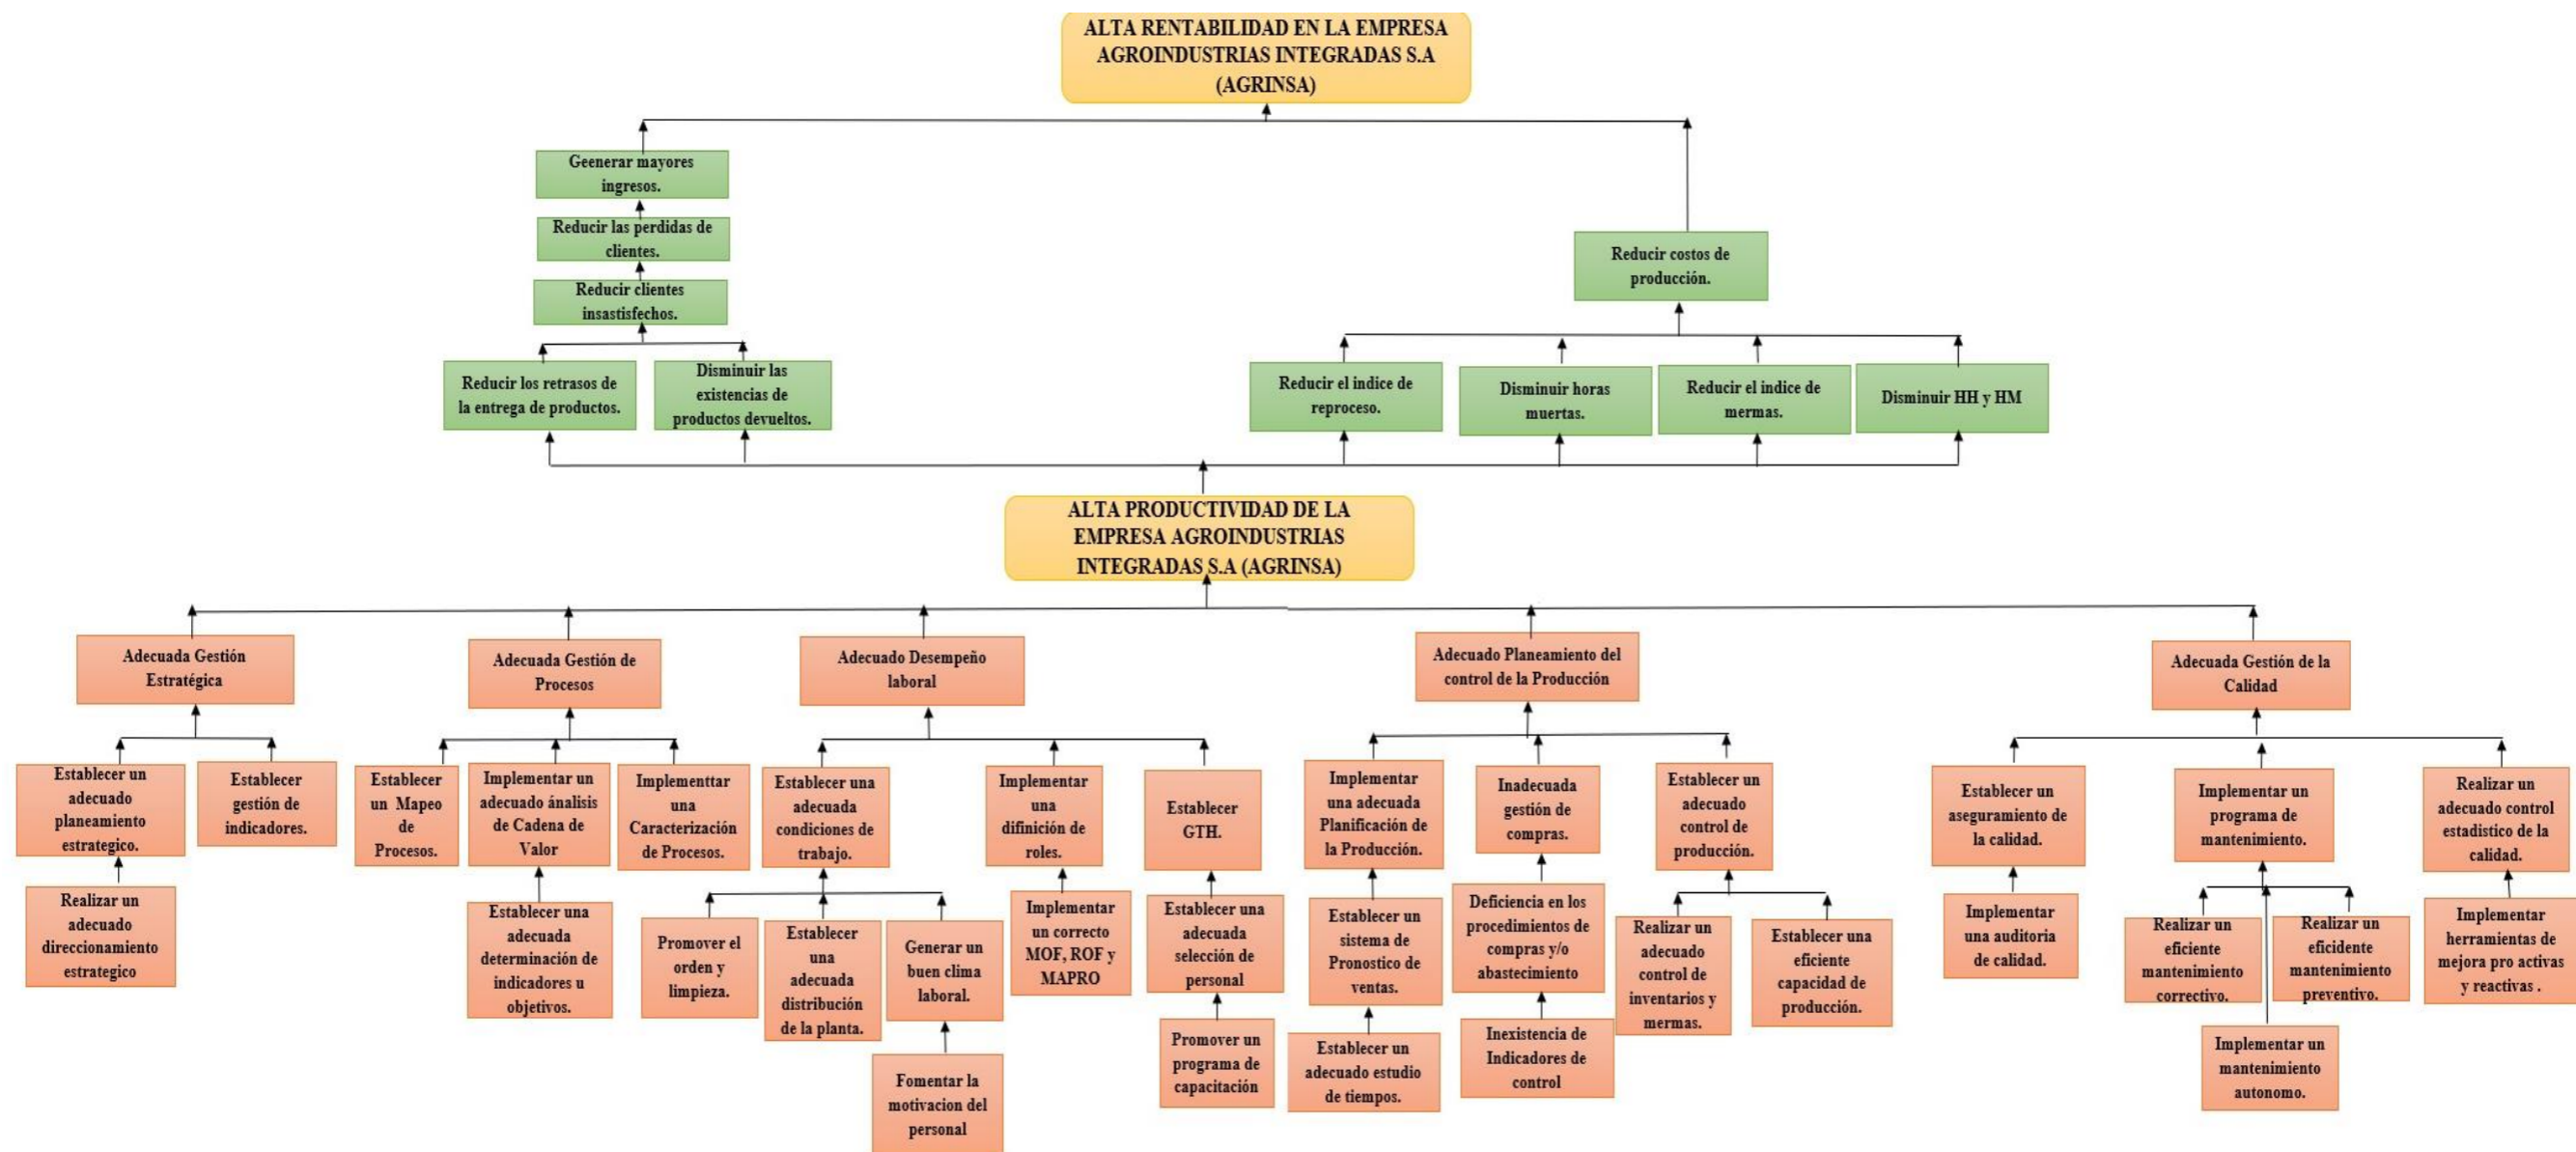 ALTA RENTABILIDAD EN LA EMPRESA
AGROINDUSTRIAS INTEGRADAS S.A
(AGRINSA)
Geenerar mayores
ingresos.
Reducir las perdidas de
clientes.
Reducir clientes
insastisfechos.
Reducir costos de
producción.
Reducir los retrasos de
la entrega de productos.
Disminuir las
existencias de
productos devueltos.
Reducir el indice de
reproceso.
Disminuir horas
muertas.
Reducir el indice de
mermas.
Disminuir HH y HM
ALTA PRODUCTIVIDAD DE LA
EMPRESA AGROINDUSTRIAS
INTEGRADAS S.A (AGRINSA)
Adecuada Gestión
Estratégica
Adecuada Gestión de
Procesos
Adecuado Desempeño
laboral
Adecuado Planeamiento del
control de la Producción
Adecuada Gestión de la
Calidad
Establecer un
adecuado
planeamiento
estrategico.
Establecer
gestión de
indicadores.
Establecer
un Mapeo
de
Procesos.
Implementar un
adecuado ánalisis
de Cadena de
Valor
Implementtar
una
Caracterización
de Procesos.
Establecer una
adecuada
condiciones de
trabajo.
Implementar
una
difinición de
roles.
Establecer
GTH.
Implementar
una adecuada
Planificación de
la Producción.
Inadecuada
gestión de
compras.
Establecer un
adecuado
control de
producción.
Establecer un
aseguramiento de
la calidad.
Implementar un
programa de
mantenimiento.
Realizar un
adecuado control
estadistico de la
calidad.
Realizar un
adecuado
direccionamiento
estrategico
Establecer una
adecuada
determinación de
indicadores u
objetivos.
Promover el
orden y
limpieza.
Establecer
una
adecuada
distribución
de la planta.
Generar un
buen clima
laboral.
Implementar
un correcto
MOF, ROF y
MAPRO
Establecer una
adecuada
selección de
personal
Establecer un
sistema de
Pronostico de
ventas.
Deficiencia en los
procedimientos de
compras y/o
abastecimiento
Realizar un
adecuado
control de
inventarios y
mermas.
Establecer una
eficiente
capacidad de
producción.
Implementar
una auditoria
de calidad.
Realizar un
eficiente
mantenimiento
correctivo.
Realizar un
eficidente
mantenimiento
preventivo.
Implementar
herramientas de
mejora pro activas
y reactivas .
Fomentar la
motivacion del
personal
Promover un
programa de
capacitación
Establecer un
adecuado estudio
de tiempos.
Inexistencia de
Indicadores de
control
Implementar un
mantenimiento
autonomo.